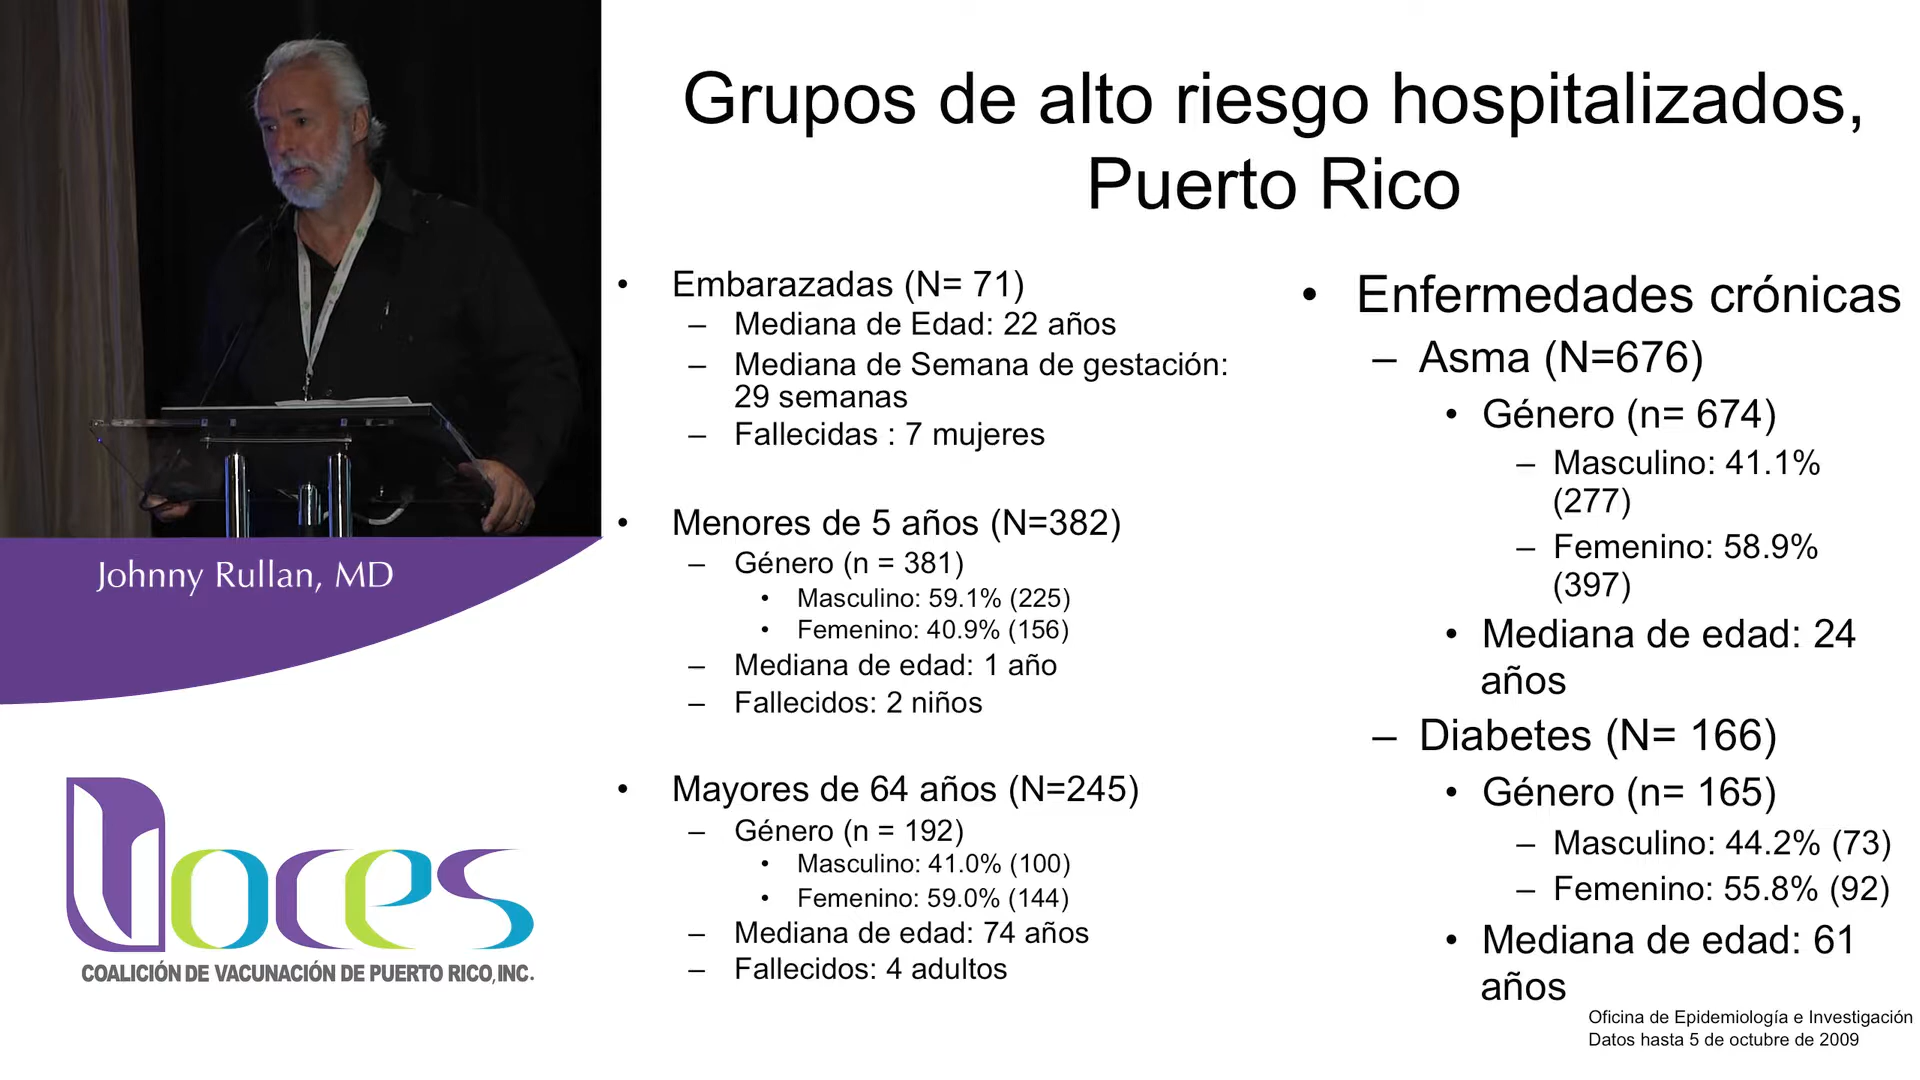 Grupos de alto riesgo hospitalizados,
Puerto Rico
• Embarazadas (N= 71)
– Mediana de Edad: 22 años
– Mediana de Semana de gestación:
29 semanas
– Fallecidas : 7 mujeres
• Menores de 5 años (N=382)
– Género (n = 381)
• Masculino: 59.1% (225)
• Femenino: 40.9% (156)
– Mediana de edad: 1 año
– Fallecidos: 2 niños
• Mayores de 64 años (N=245)
– Género (n = 192)
• Masculino: 41.0% (100)
• Femenino: 59.0% (144)
– Mediana de edad: 74 años
– Fallecidos: 4 adultos
• Enfermedades crónicas
– Asma (N=676)
• Género (n= 674)
– Masculino: 41.1%
(277)
– Femenino: 58.9%
(397)
• Mediana de edad: 24
años
– Diabetes (N= 166)
• Género (n= 165)
– Masculino: 44.2% (73)
– Femenino: 55.8% (92)
• Mediana de edad: 61
años
Oficina de Epidemiología e Investigación
Datos hasta 5 de octubre de 2009
Johnny Rullan, MD
Voces
COALICIÓN DE VACUNACIÓN DE PUERTO RICO, INC.